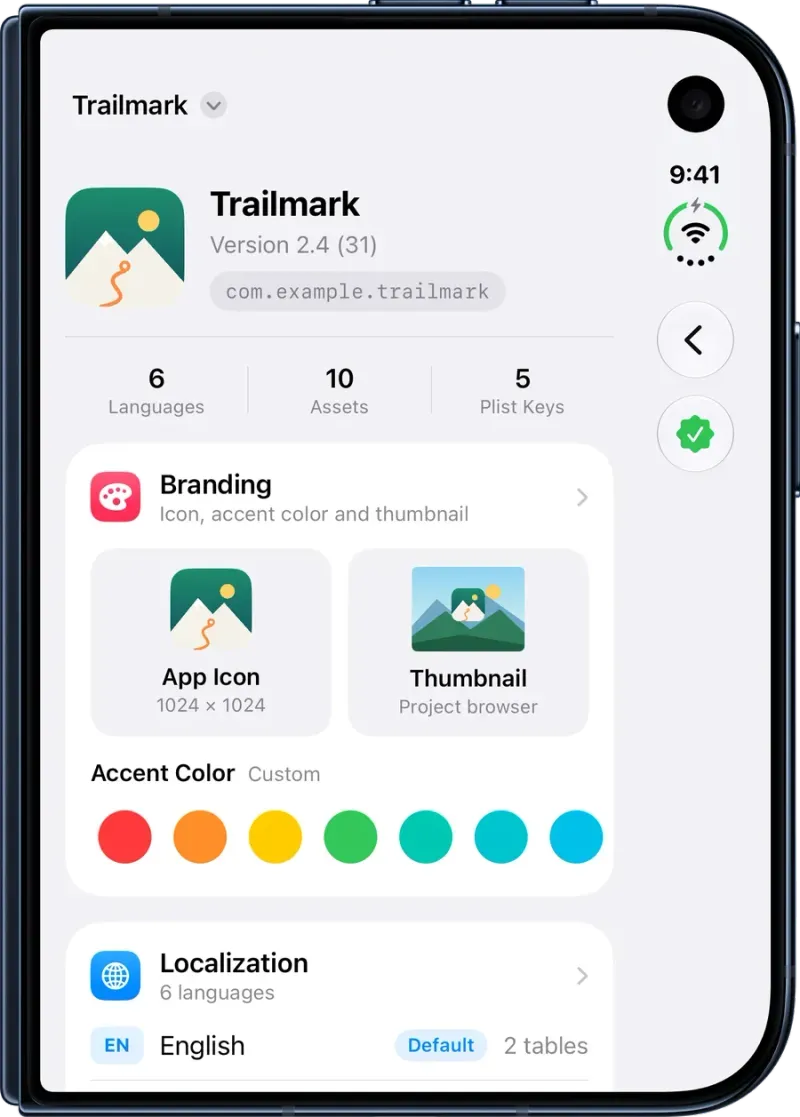 Trailmark
9:41
Trailmark
Version 2.4 (31)
com.example.trailmark
6
Languages
10
Assets
5
Plist Keys
Branding
Icon, accent color and thumbnail
App Icon
1024 × 1024
Thumbnail
Project browser
Accent Color Custom
Localization
6 languages
EN English Default 2 tables